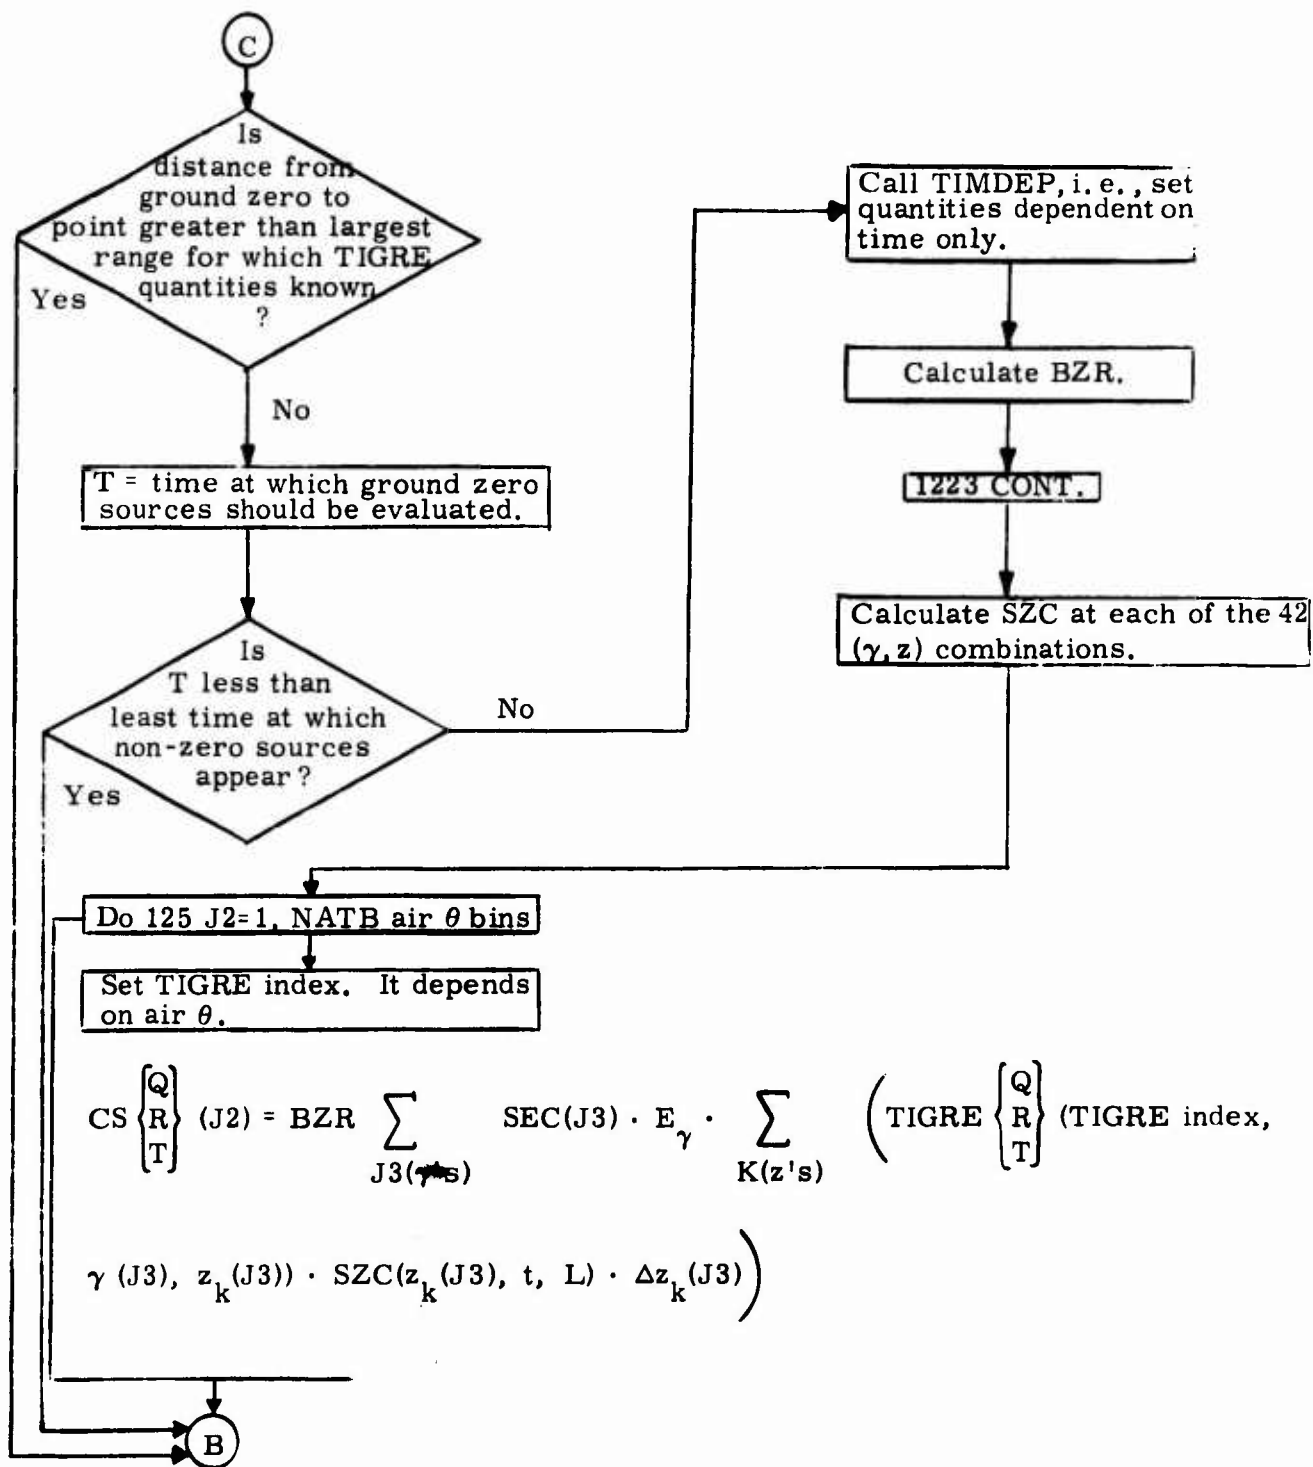 C
Is
distance from
ground zero to
point greater than largest
range for which TIGRE
quantities known
?
Yes
No
T = time at which ground zero
sources should be evaluated.
Is
T less than
least time at which
non-zero sources
appear?
Yes
No
Call TIMDEP, i.e., set
quantities dependent on
time only.
Calculate BZR.
1223 CONT.
Calculate SZC at each of the 42
(γ, z) combinations.
Do 125 J2=1, NATB air θ bins
Set TIGRE index. It depends
on air θ.
CS {Q R T} (J2) = BZR ∑ J3(γ's) SEC(J3) · E_γ · ∑ K(z's) (TIGRE {Q R T} (TIGRE index,
γ (J3), z_k(J3)) · SZC(z_k(J3), t, L) · Δz_k(J3))
B